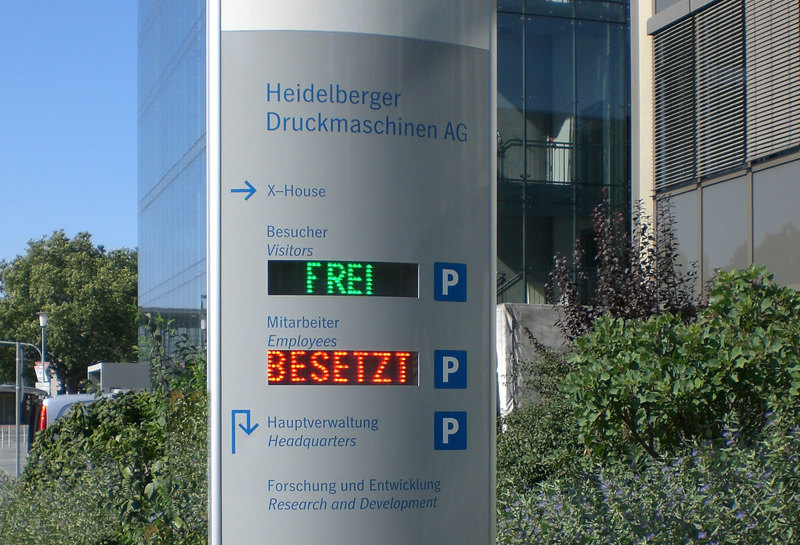 Heidelberger
Druckmaschinen AG
X–House
Besucher
Visitors
FREI P
Mitarbeiter
Employees
BESETZT P
Hauptverwaltung P
Headquarters
Forschung und Entwicklung
Research and Development